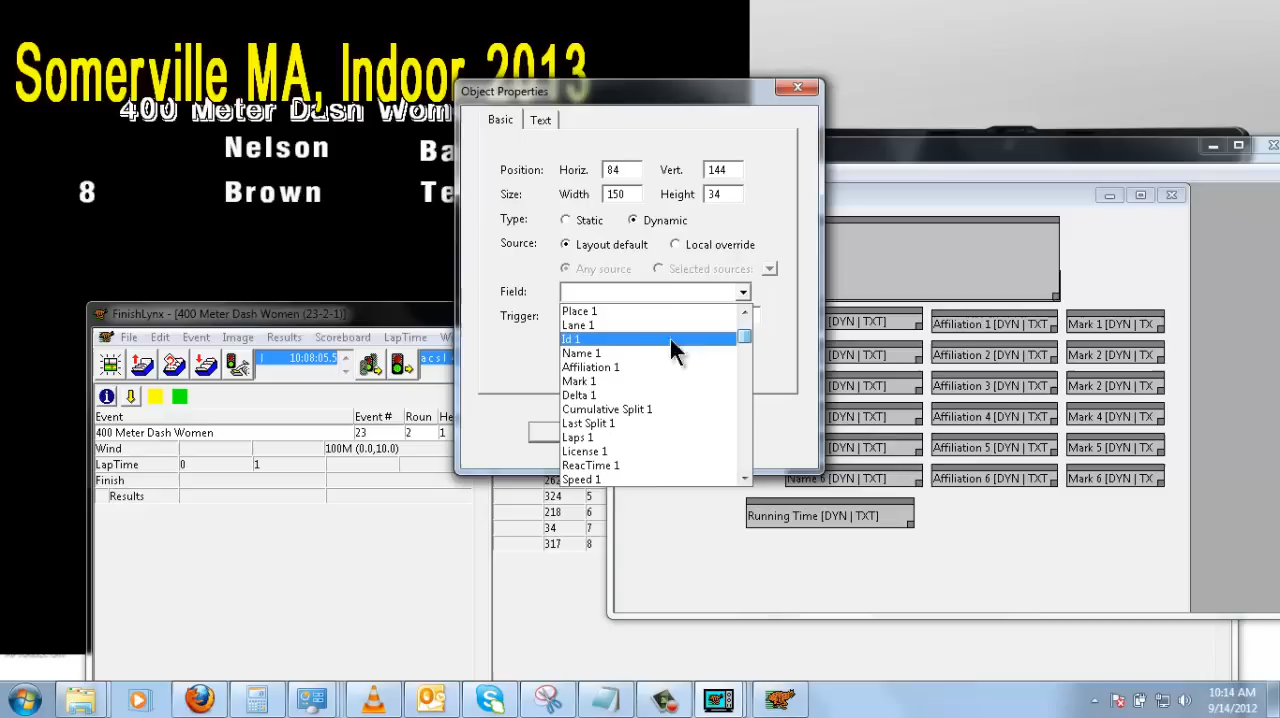 Somerville MA, Indoor 2013
400 Meter Dash Wom
Nelson Ba
8 Brown Te
Object Properties
Basic Text
Position: Horiz. 84 Vert. 144
Size: Width 150 Height 34
Type: Static Dynamic
Source: Layout default Local override
Any source Selected sources:
Field:
Trigger:
Place 1
Lane 1
Id 1
Name 1
Affiliation 1
Mark 1
Delta 1
Cumulative Split 1
Last Split 1
Laps 1
License 1
ReacTime 1
Speed 1
[DYN | TXT] Affiliation 1 [DYN | TXT Mark 1 [DYN | TX
[DYN | TXT] Affiliation 2 [DYN | TXT Mark 2 [DYN | TX
[DYN | TXT] Affiliation 3 [DYN | TXT Mark 2 [DYN | TX
[DYN | TXT] Affiliation 4 [DYN | TXT Mark 4 [DYN | TX
[DYN | TXT] Affiliation 5 [DYN | TXT Mark 5 [DYN | TX
Name 6 [DYN | TXT] Affiliation 6 [DYN | TXT Mark 6 [DYN | TX
Running Time [DYN | TXT]
FinishLynx - [400 Meter Dash Women (23-2-1)]
File Edit Event Image Results Scoreboard LapTime W
10:08:05.5 acsl
Event Event # Roun He
400 Meter Dash Women 23 2 1
Wind 100M (0.0,10.0)
LapTime 0 1
Finish
Results
262
324 5
218 6
34 7
317 8
10:14 AM
9/14/2012